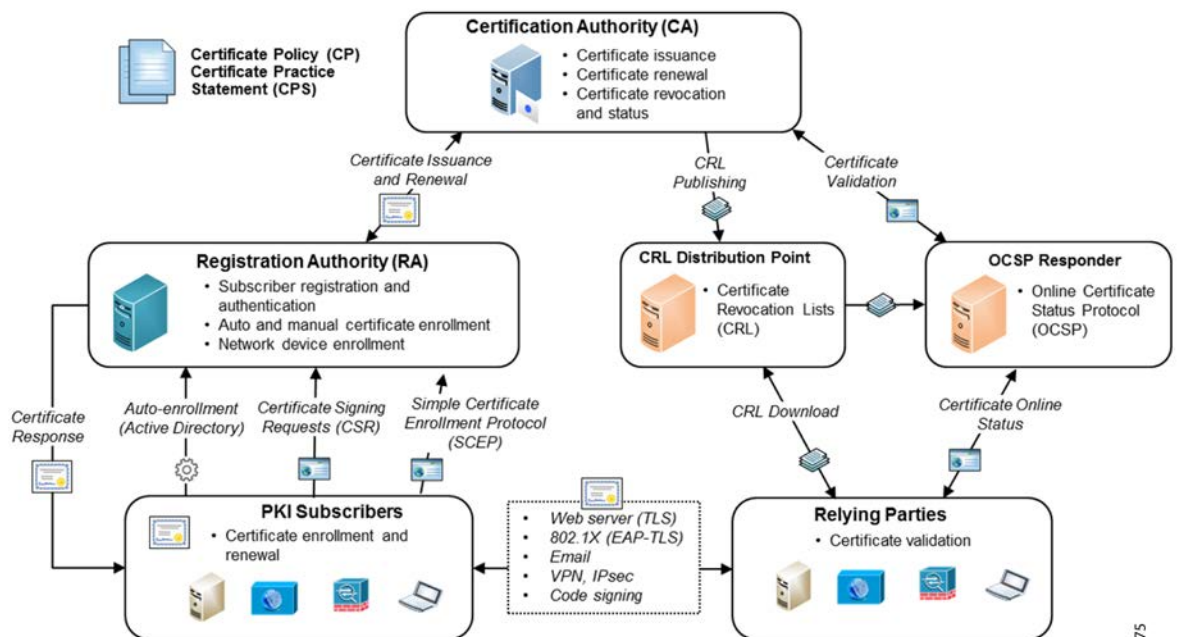 Certification Authority (CA)
• Certificate issuance
• Certificate renewal
• Certificate revocation
and status
Certificate Policy (CP)
Certificate Practice
Statement (CPS)
Certificate Issuance
and Renewal
CRL
Publishing
Certificate
Validation
Registration Authority (RA)
• Subscriber registration and
authentication
• Auto and manual certificate enrollment
• Network device enrollment
CRL Distribution Point
• Certificate
Revocation Lists
(CRL)
OCSP Responder
• Online Certificate
Status Protocol
(OCSP)
Certificate
Response
Auto-enrollment
(Active Directory)
Certificate Signing
Requests (CSR)
Simple Certificate
Enrollment Protocol
(SCEP)
CRL Download
Certificate Online
Status
PKI Subscribers
• Certificate enrollment and
renewal
• Web server (TLS)
• 802.1X (EAP-TLS)
• Email
• VPN, IPsec
• Code signing
Relying Parties
• Certificate validation
75